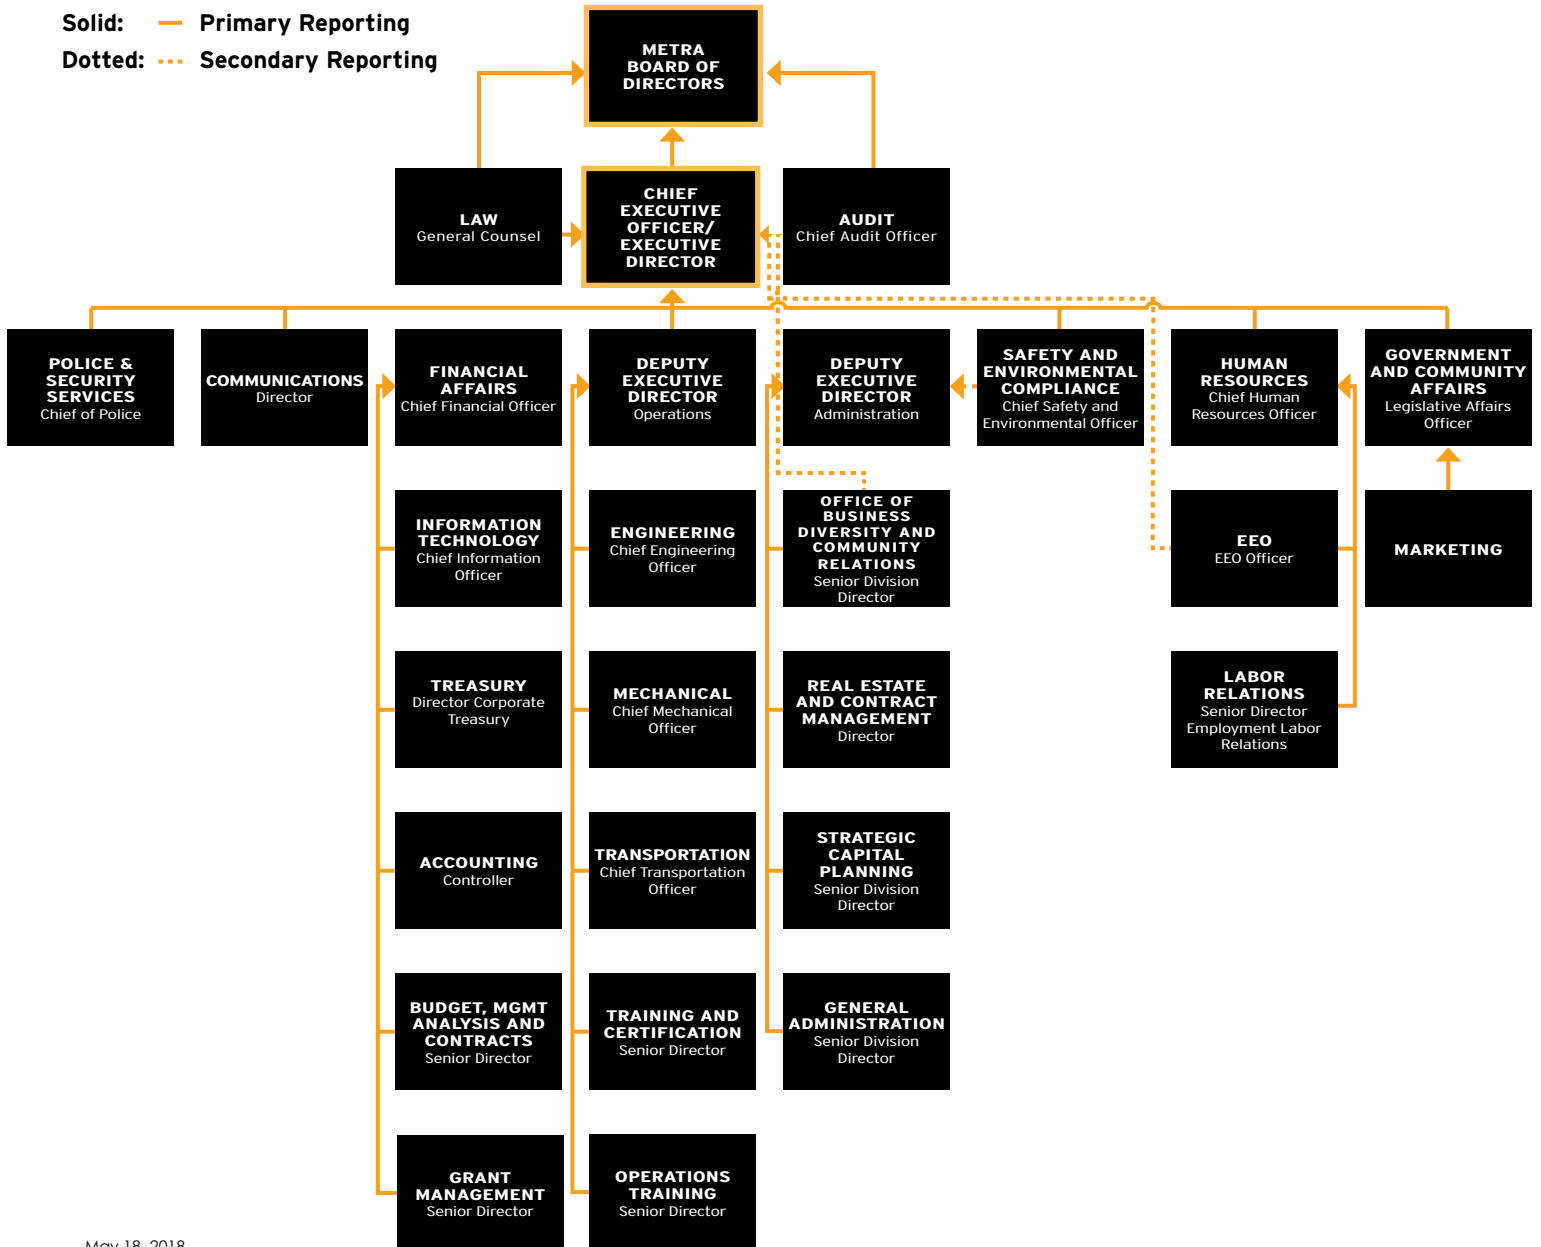 Solid: Primary Reporting
Dotted: Secondary Reporting
METRA
BOARD OF
DIRECTORS
LAW
General Counsel
CHIEF
EXECUTIVE
OFFICER/
EXECUTIVE
DIRECTOR
AUDIT
Chief Audit Officer
POLICE &
SECURITY
SERVICES
Chief of Police
COMMUNICATIONS
Director
FINANCIAL
AFFAIRS
Chief Financial Officer
DEPUTY
EXECUTIVE
DIRECTOR
Operations
DEPUTY
EXECUTIVE
DIRECTOR
Administration
SAFETY AND
ENVIRONMENTAL
COMPLIANCE
Chief Safety and
Environmental Officer
HUMAN
RESOURCES
Chief Human
Resources Officer
GOVERNMENT
AND COMMUNITY
AFFAIRS
Legislative Affairs
Officer
INFORMATION
TECHNOLOGY
Chief Information
Officer
ENGINEERING
Chief Engineering
Officer
OFFICE OF
BUSINESS
DIVERSITY AND
COMMUNITY
RELATIONS
Senior Division
Director
EEO
EEO Officer
MARKETING
TREASURY
Director Corporate
Treasury
MECHANICAL
Chief Mechanical
Officer
REAL ESTATE
AND CONTRACT
MANAGEMENT
Director
LABOR
RELATIONS
Senior Director
Employment Labor
Relations
ACCOUNTING
Controller
TRANSPORTATION
Chief Transportation
Officer
STRATEGIC
CAPITAL
PLANNING
Senior Division
Director
BUDGET, MGMT
ANALYSIS AND
CONTRACTS
Senior Director
TRAINING AND
CERTIFICATION
Senior Director
GENERAL
ADMINISTRATION
Senior Division
Director
GRANT
MANAGEMENT
Senior Director
OPERATIONS
TRAINING
Senior Director
May 18, 2018